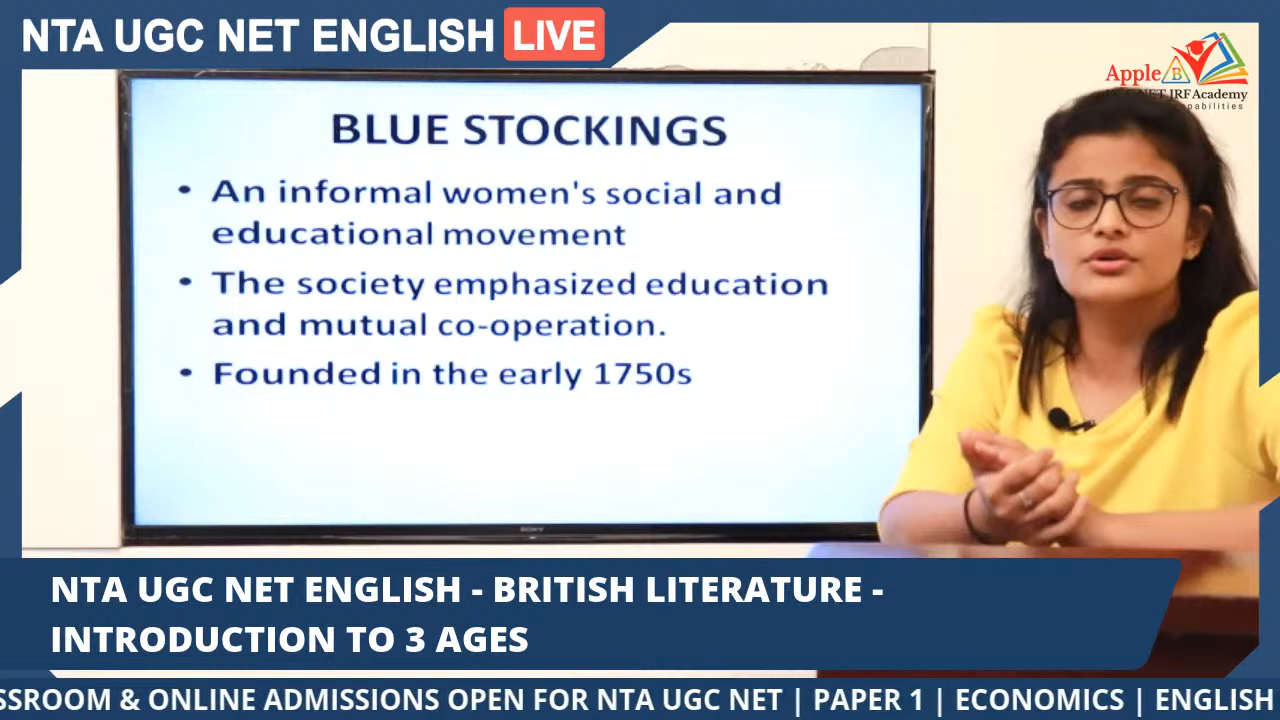 NTA UGC NET ENGLISH LIVE
Apple B
NET JRF Academy
BLUE STOCKINGS
• An informal women's social and
educational movement
• The society emphasized education
and mutual co-operation.
• Founded in the early 1750s
SONY
NTA UGC NET ENGLISH - BRITISH LITERATURE -
INTRODUCTION TO 3 AGES
CLASSROOM & ONLINE ADMISSIONS OPEN FOR NTA UGC NET | PAPER 1 | ECONOMICS | ENGLISH